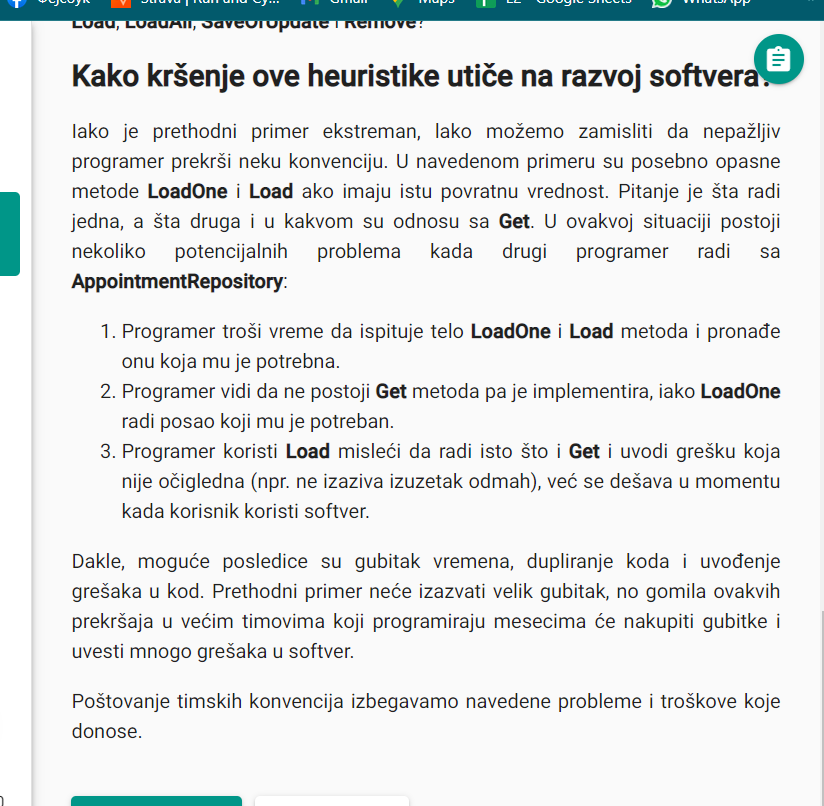 Strava | Run and Cy... Gmail Maps LZ - Google Sheets WhatsApp
Load, LoadAll, SaveOrUpdate i Remove?
Kako kršenje ove heuristike utiče na razvoj softvera?
Iako je prethodni primer ekstreman, lako možemo zamisliti da nepažljiv
programer prekrši neku konvenciju. U navedenom primeru su posebno opasne
metode LoadOne i Load ako imaju istu povratnu vrednost. Pitanje je šta radi
jedna, a šta druga i u kakvom su odnosu sa Get. U ovakvoj situaciji postoji
nekoliko potencijalnih problema kada drugi programer radi sa
AppointmentRepository:
1. Programer troši vreme da ispituje telo LoadOne i Load metoda i pronađe
onu koja mu je potrebna.
2. Programer vidi da ne postoji Get metoda pa je implementira, iako LoadOne
radi posao koji mu je potreban.
3. Programer koristi Load misleći da radi isto što i Get i uvodi grešku koja
nije očigledna (npr. ne izaziva izuzetak odmah), već se dešava u momentu
kada korisnik koristi softver.
Dakle, moguće posledice su gubitak vremena, dupliranje koda i uvođenje
grešaka u kod. Prethodni primer neće izazvati velik gubitak, no gomila ovakvih
prekršaja u većim timovima koji programiraju mesecima će nakupiti gubitke i
uvesti mnogo grešaka u softver.
Poštovanje timskih konvencija izbegavamo navedene probleme i troškove koje
donose.